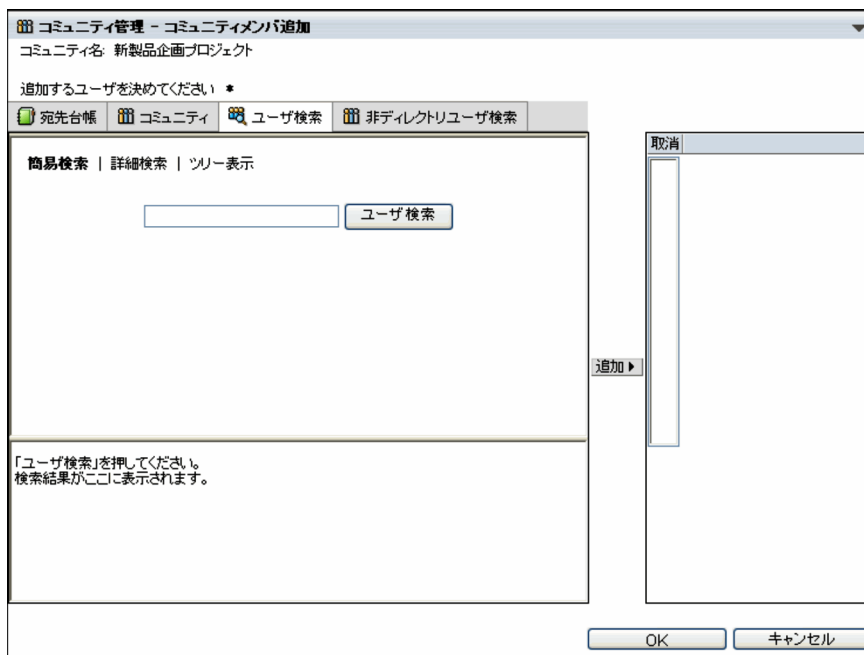 コミュニティ管理 - コミュニティメンバ追加
コミュニティ名: 新製品企画プロジェクト
追加するユーザを決めてください *
宛先台帳 コミュニティ ユーザ検索 非ディレクトリユーザ検索
簡易検索 | 詳細検索 | ツリー表示
ユーザ検索
取消
追加
「ユーザ検索」を押してください。
検索結果がここに表示されます。
OK キャンセル